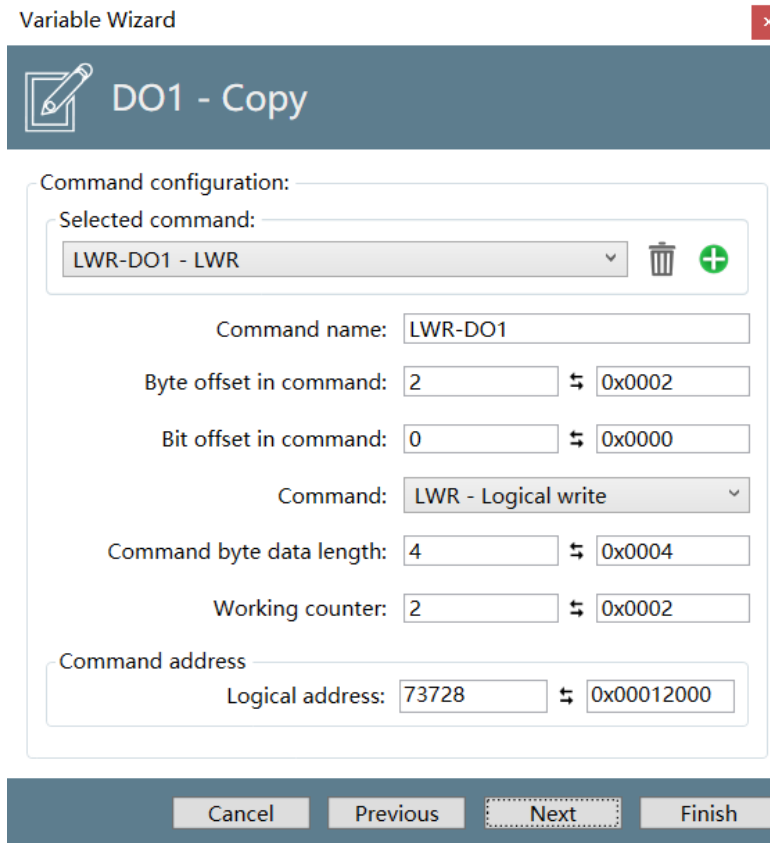 Variable Wizard
DO1 - Copy
Command configuration:
Selected command:
LWR-DO1 - LWR
Command name: LWR-DO1
Byte offset in command: 2 0x0002
Bit offset in command: 0 0x0000
Command: LWR - Logical write
Command byte data length: 4 0x0004
Working counter: 2 0x0002
Command address
Logical address: 73728 0x00012000
Cancel Previous Next Finish